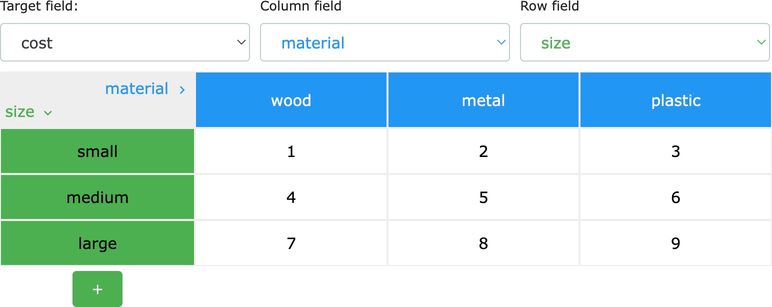 Target field: Column field Row field
cost material size
material >
size
wood metal plastic
small 1 2 3
medium 4 5 6
large 7 8 9
+